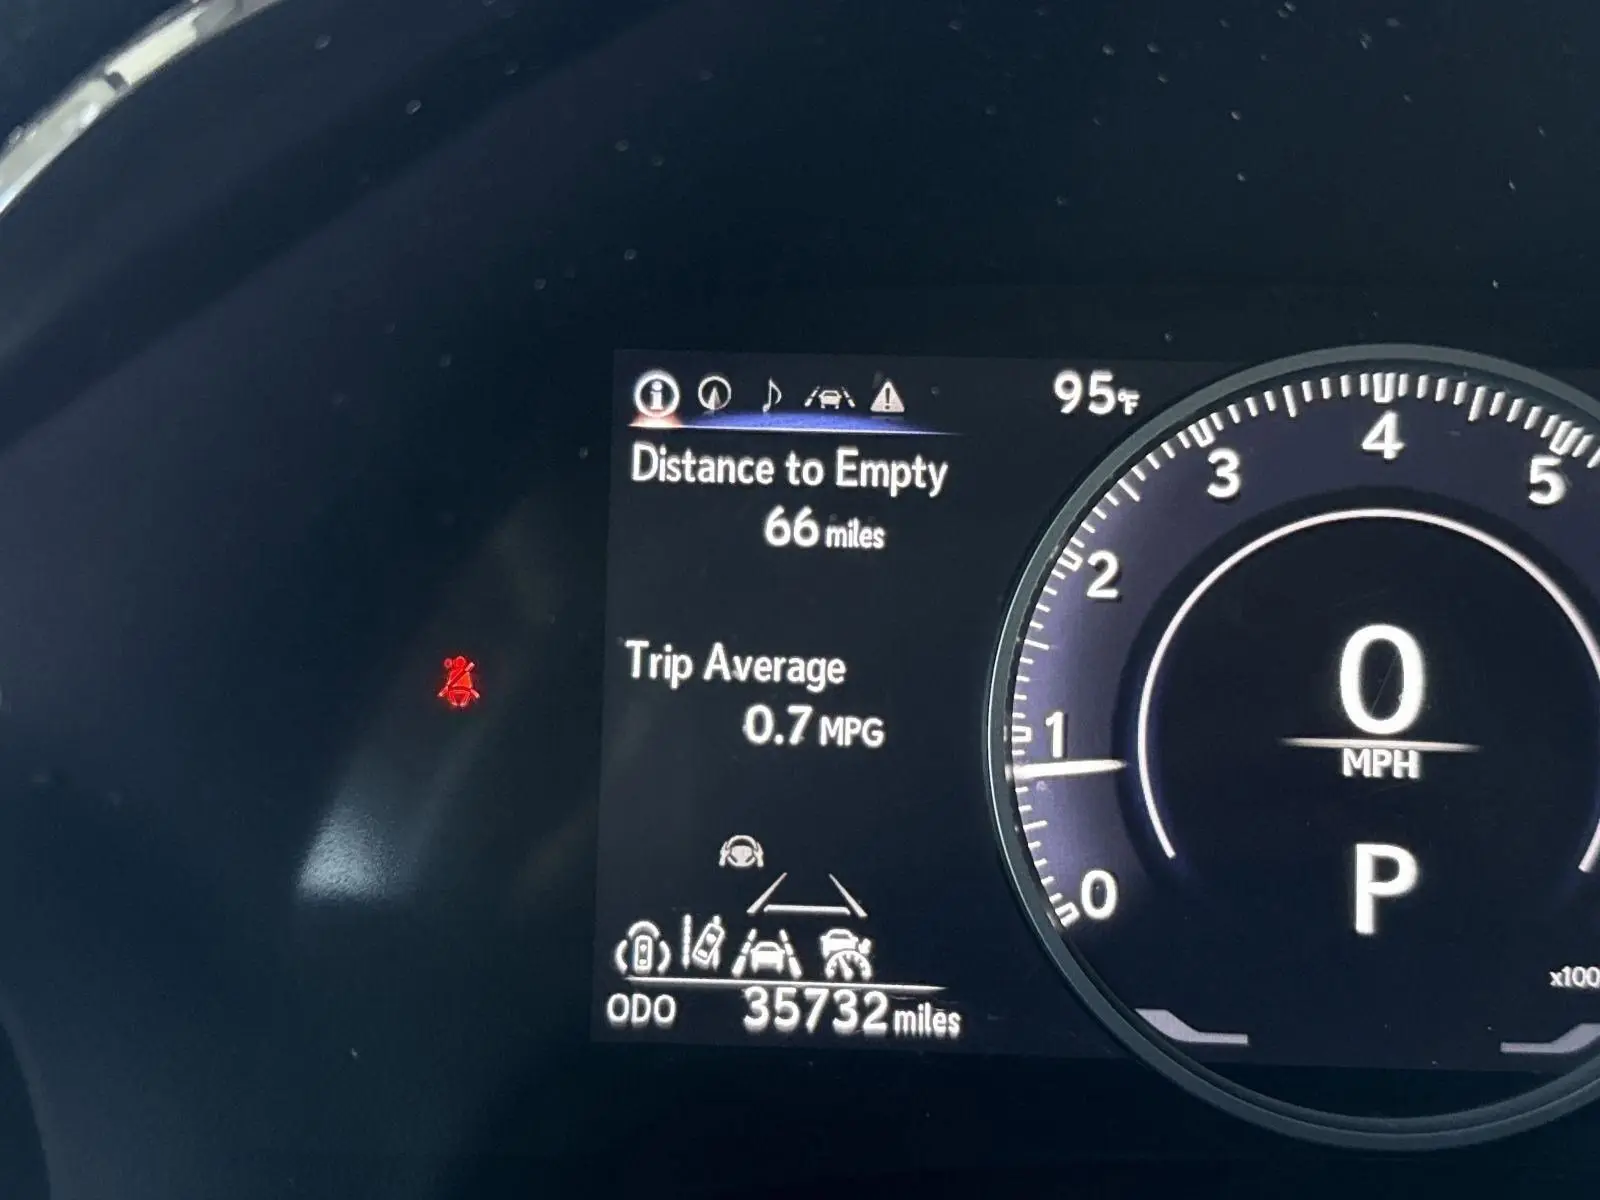 95°F
Distance to Empty
66 miles
Trip Average
0.7 MPG
ODO 35732 miles
0
1
2
3
4
5
0
MPH
P
x100